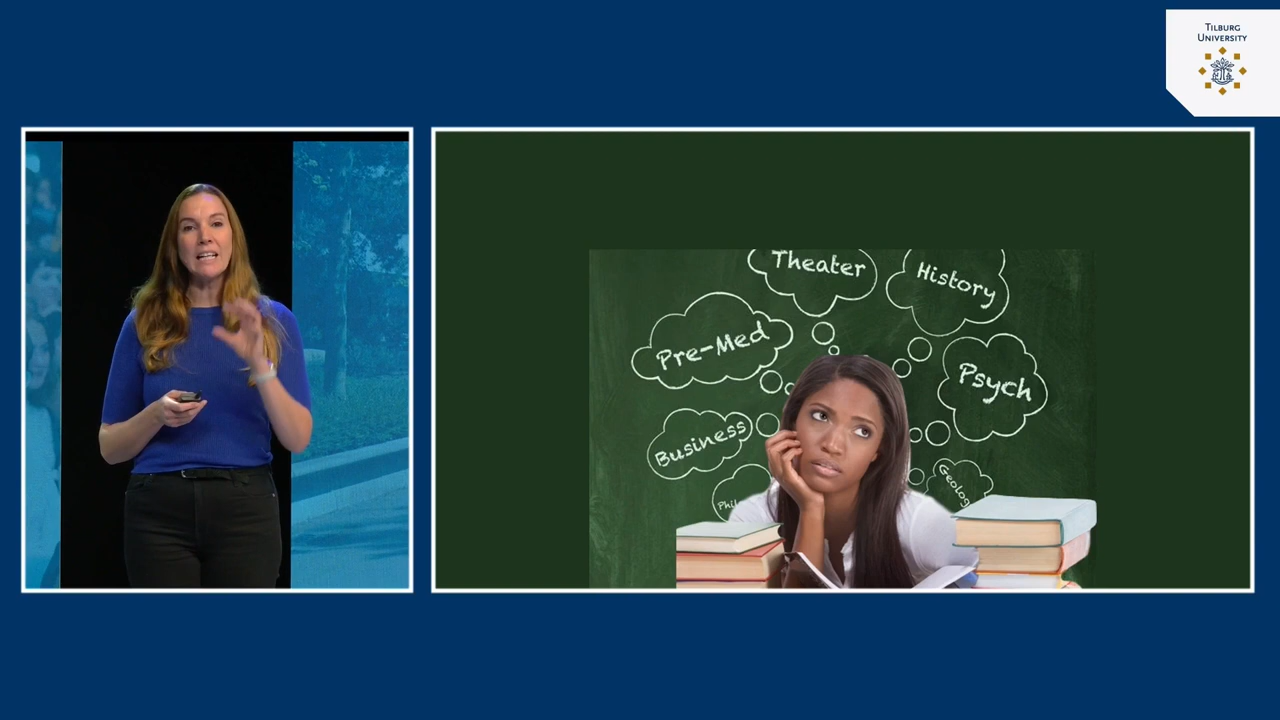 TILBURG
UNIVERSITY
Theater
History
Pre-Med
Psych
Business